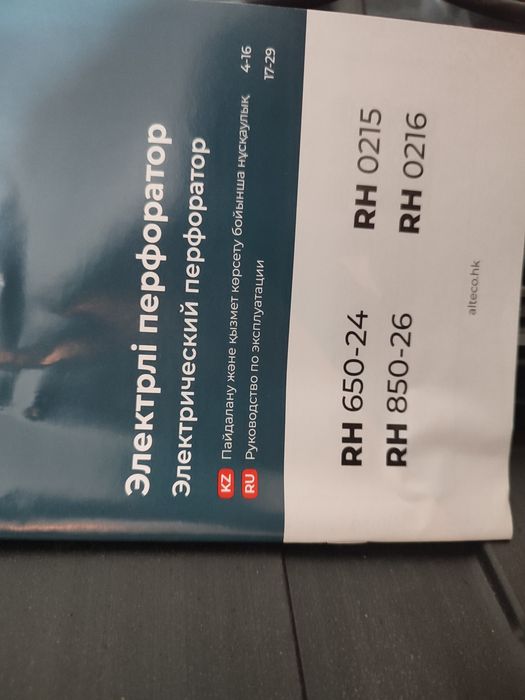 Электрлі перфоратор
Электрический перфоратор
KZ Пайдалану және қызмет көрсету бойынша нұсқаулық 4-16
RU Руководство по эксплуатации 17-29
RH 650-24 RH 0215
RH 850-26 RH 0216
alteco.hk